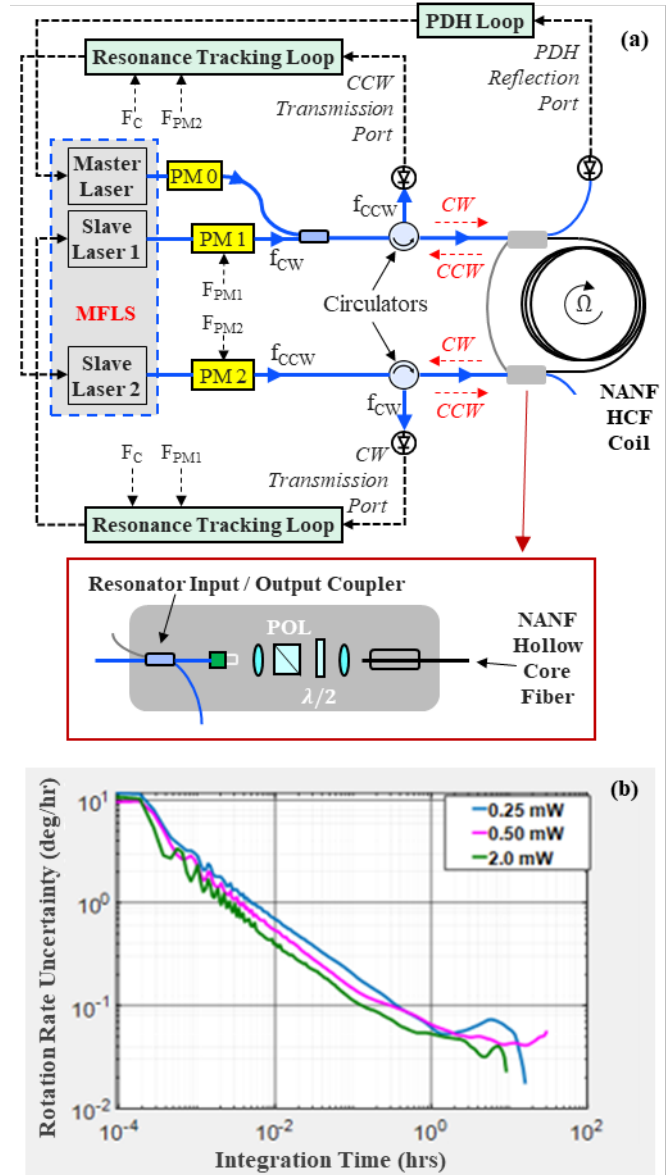 PDH Loop
(a)
Resonance Tracking Loop
CCW
Transmission
Port
PDH
Reflection
Port
F_C
F_PM2
Master
Laser
PM 0
f_CCW
CW
Slave
Laser 1
PM 1
f_CW
CCW
F_PM1
MFLS
F_PM2
Circulators
Ω
Slave
Laser 2
PM 2
f_CCW
CW
f_CW
CCW
NANF
HCF
Coil
F_C
F_PM1
CW
Transmission
Port
Resonance Tracking Loop
Resonator Input / Output Coupler
POL
λ/2
NANF
Hollow
Core
Fiber
(b)
Rotation Rate Uncertainty (deg/hr)
10^1
10^0
10^-1
10^-2
0.25 mW
0.50 mW
2.0 mW
10^-4
10^-2
10^0
10^2
Integration Time (hrs)